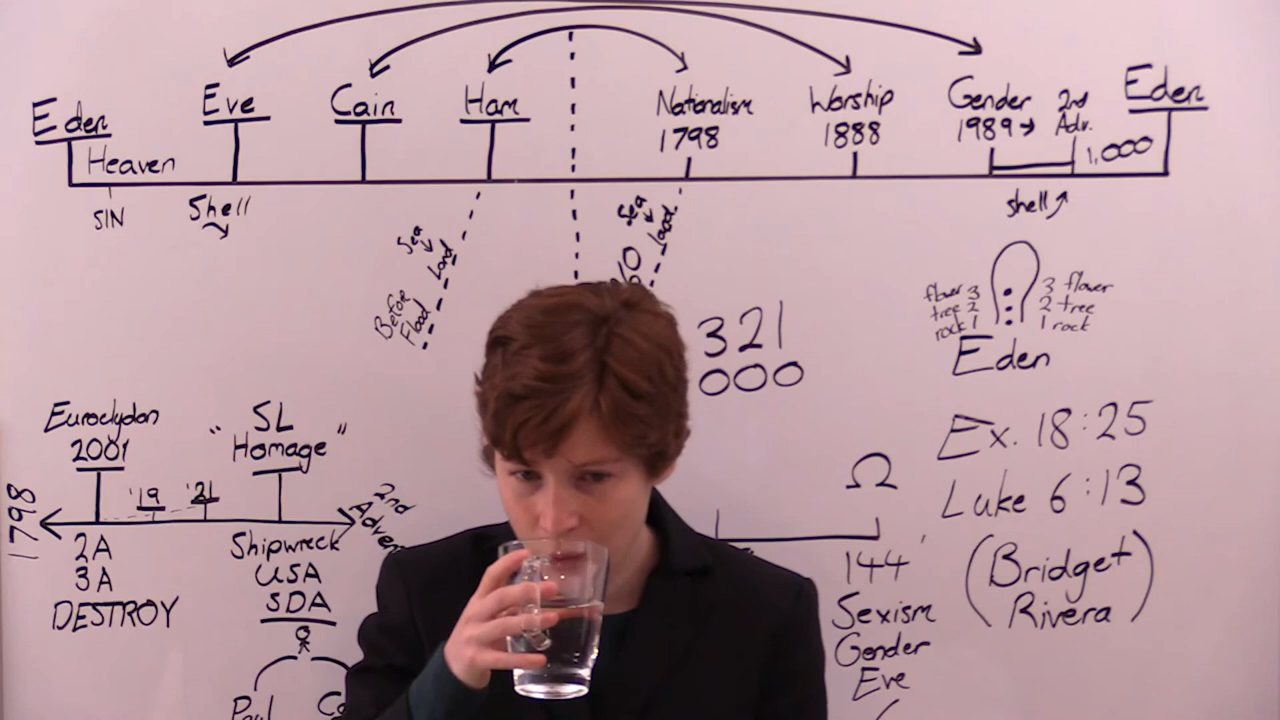 Eden
Heaven
SIN
Eve
Shell
Cain
Ham
Nationalism
1798
Worship
1888
Gender
1989
2nd
Adv.
1,000
Eden
shell
Sea
Land
Before
Flood
Sea
Land
321
000
flower 3
tree 2
rock 1
3 flower
2 tree
1 rock
Eden
Ex. 18:25
Luke 6:13
(Bridget
Rivera)
Euroclydon
2001
'19
'21
" SL
Homage "
1798
2nd
2A
3A
DESTROY
Shipwreck
USA
SDA
Paul
Ω
144
Sexism
Gender
Eve